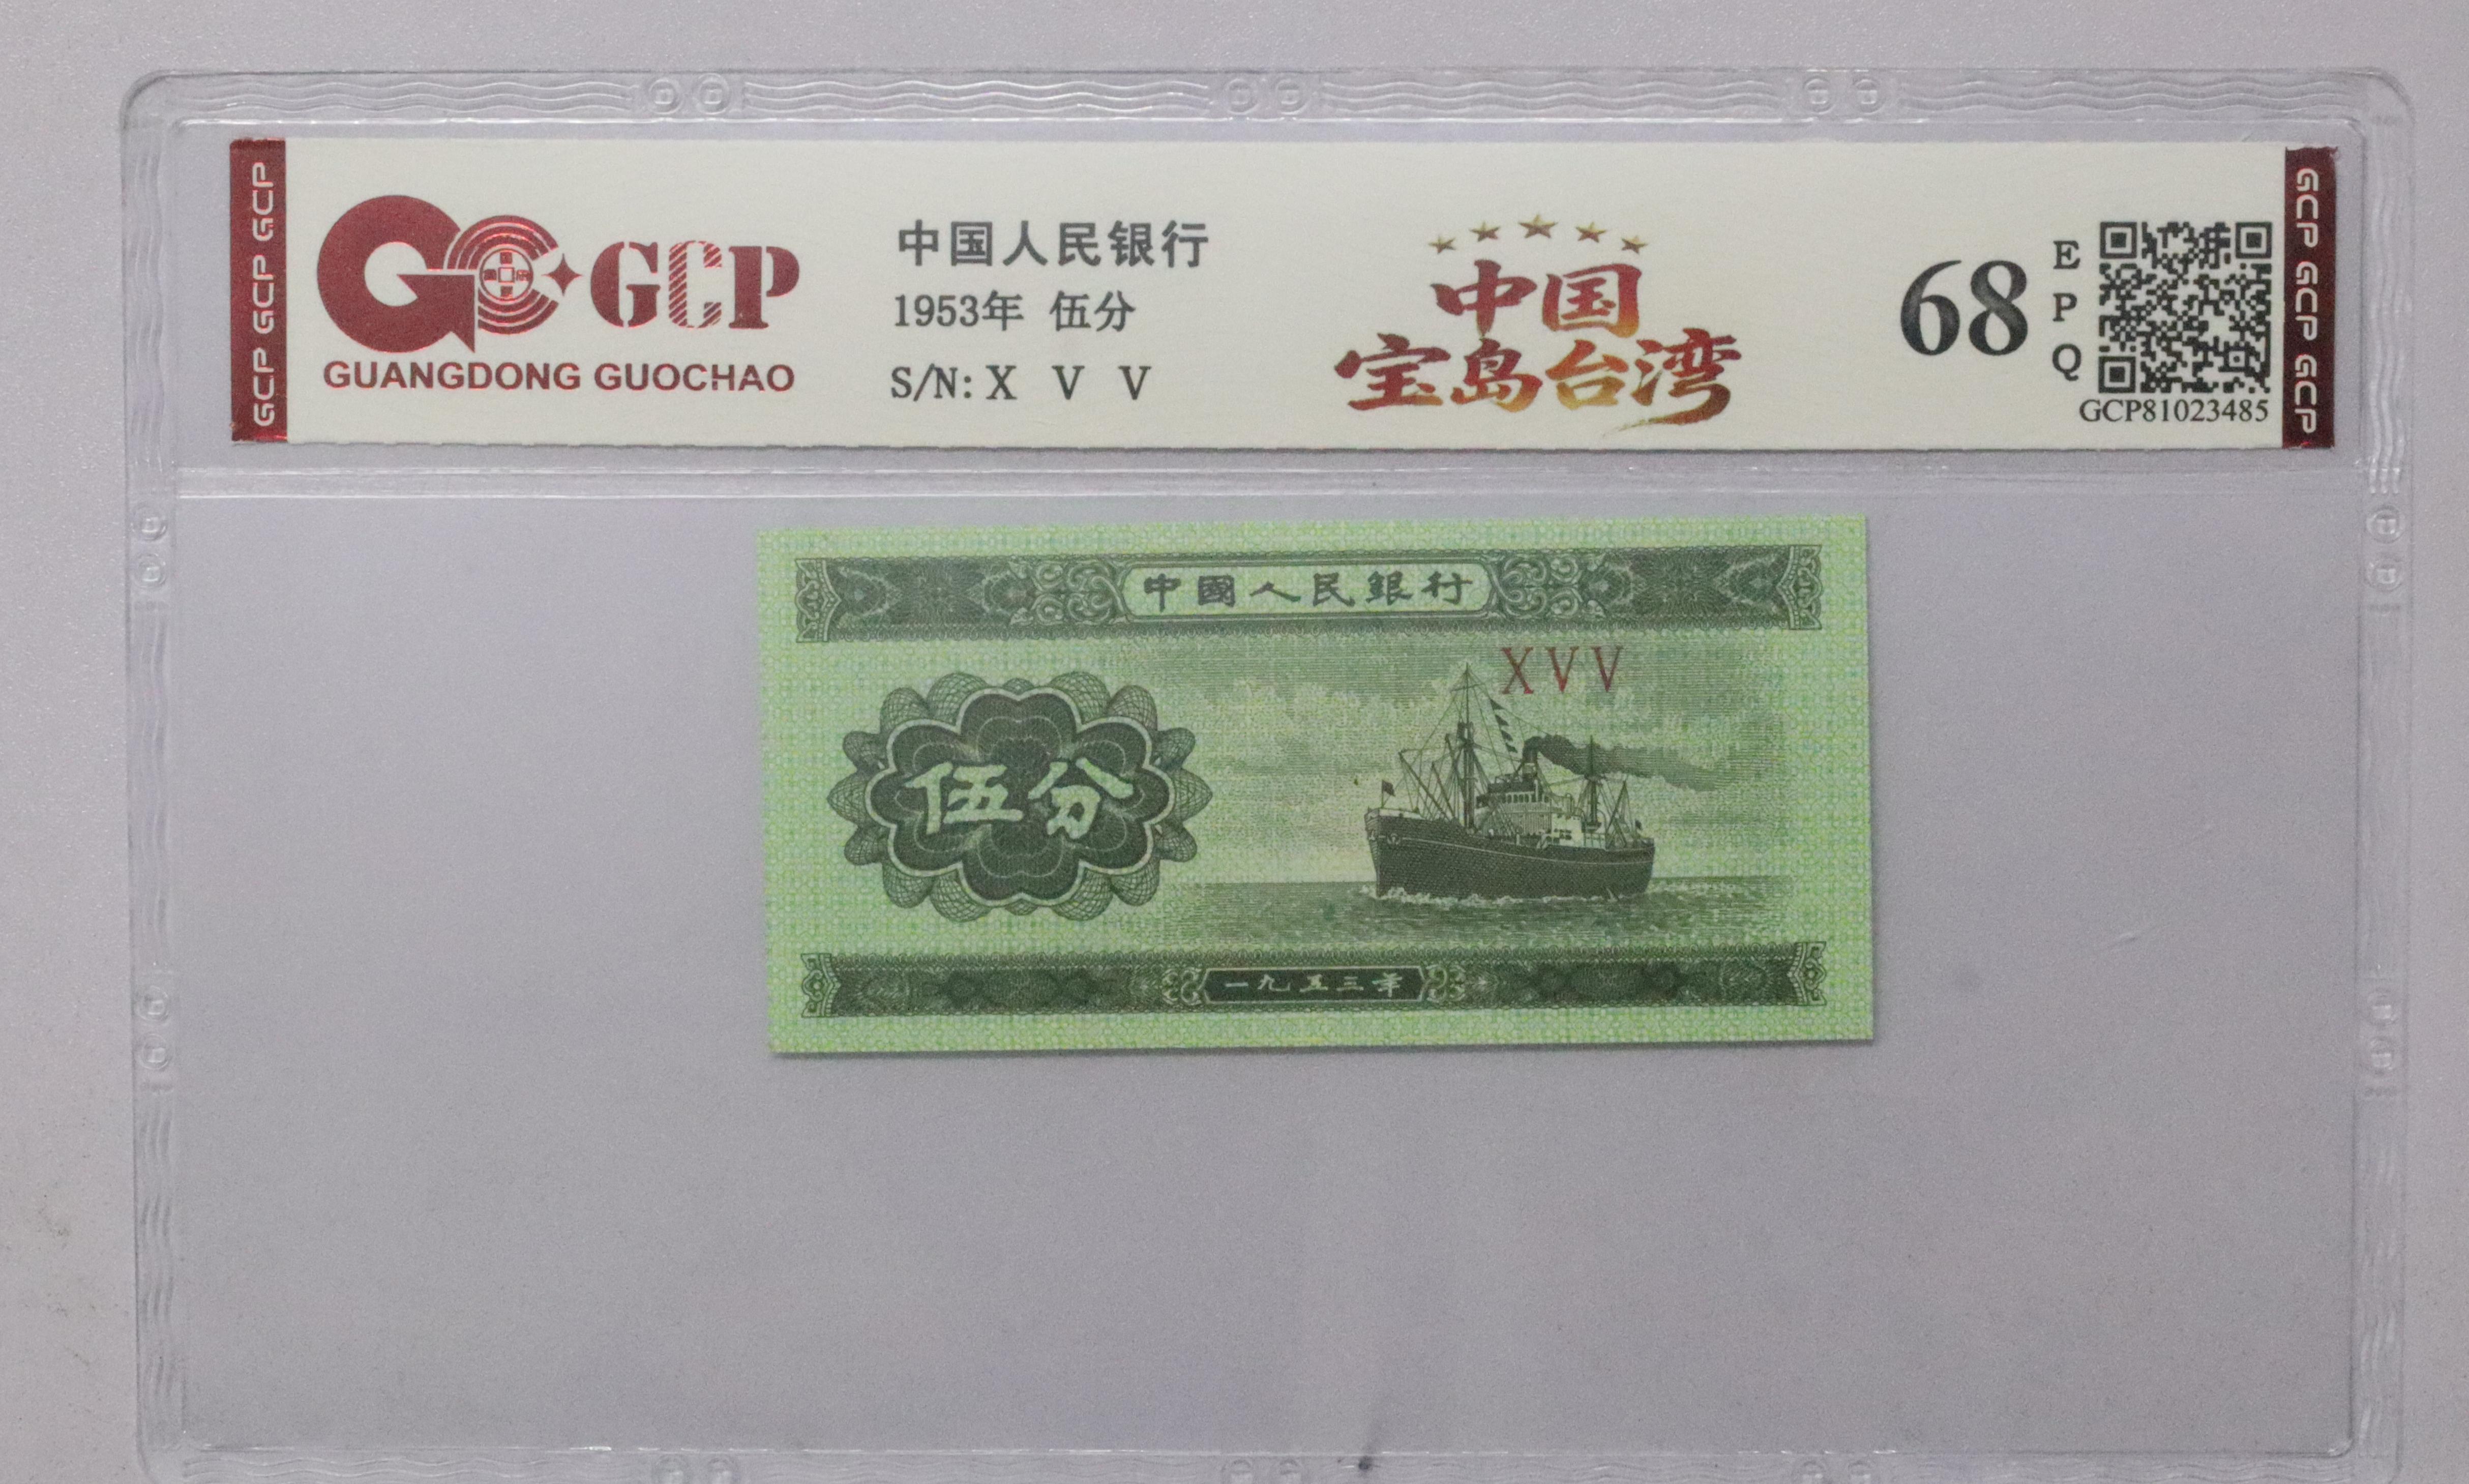 GCP GCP GCP
GCP
GUANGDONG GUOCHAO
中国人民银行
1953年 伍分
S/N: X V V
中国
宝岛台湾
68
E
P
Q
GCP81023485
GCP GCP GCP
中國人民銀行
XVV
伍分
一九五三年